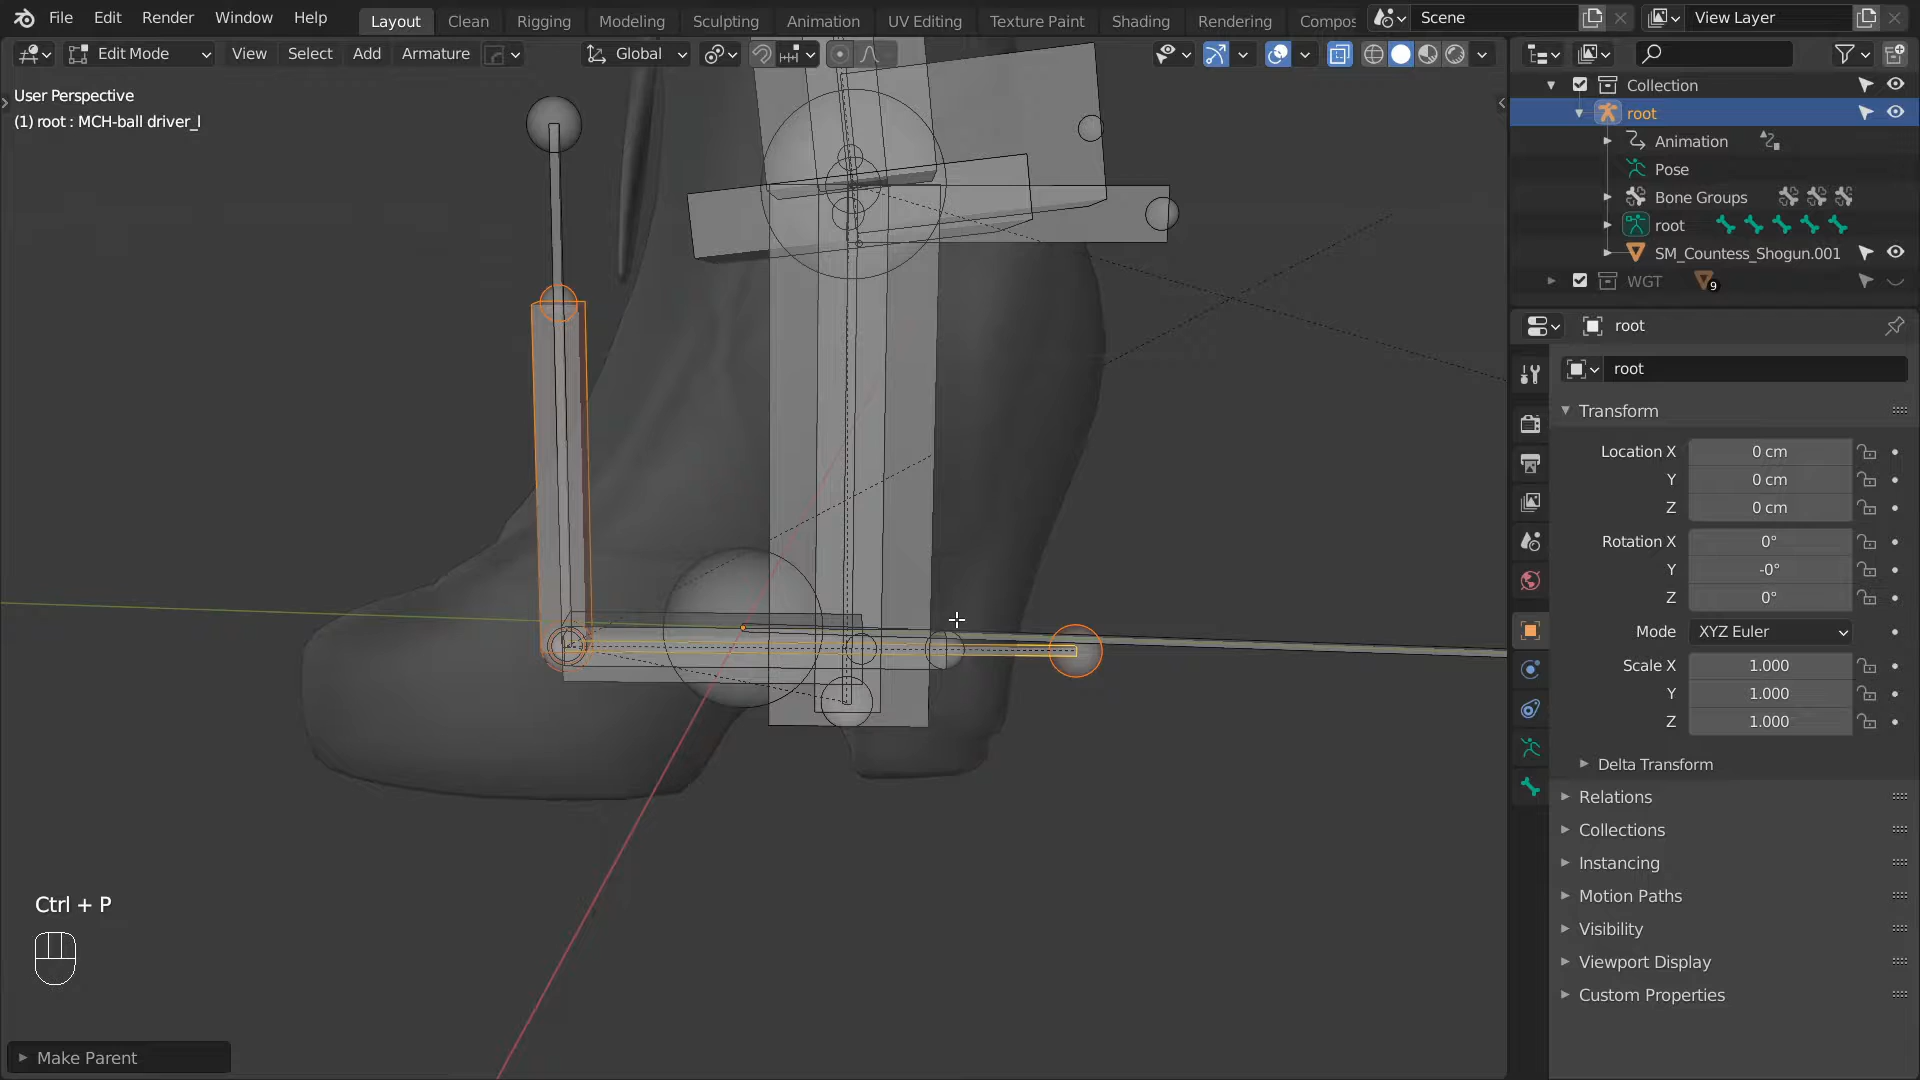 File Edit Render Window Help Layout Clean Rigging Modeling Sculpting Animation UV Editing Texture Paint Shading Rendering Compos Scene View Layer
Edit Mode View Select Add Armature Global
User Perspective
(1) root : MCH-ball driver_l
Collection
root
Animation
Pose
Bone Groups
root
SM_Countess_Shogun.001
WGT 9
root
root
Transform
Location X 0 cm
Y 0 cm
Z 0 cm
Rotation X 0°
Y -0°
Z 0°
Mode XYZ Euler
Scale X 1.000
Y 1.000
Z 1.000
Delta Transform
Relations
Collections
Instancing
Motion Paths
Visibility
Viewport Display
Custom Properties
Ctrl + P
Make Parent